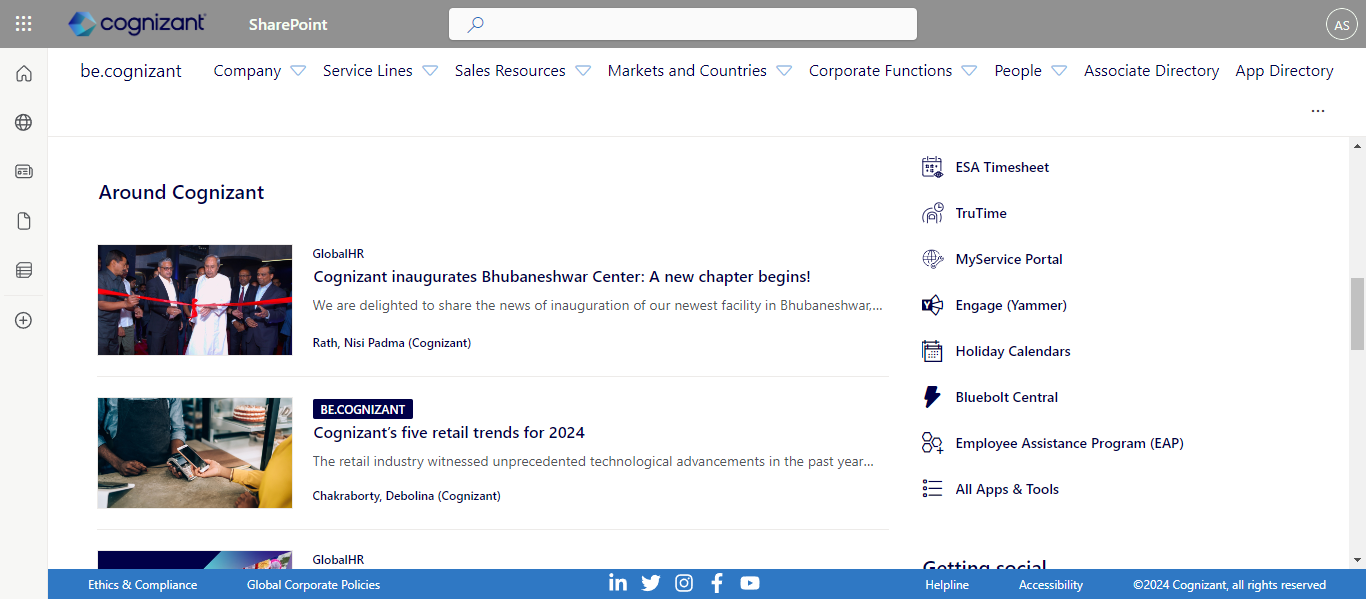 cognizant
SharePoint
AS
be.cognizant
Company
Service Lines
Sales Resources
Markets and Countries
Corporate Functions
People
Associate Directory
App Directory
...
Around Cognizant
GlobalHR
Cognizant inaugurates Bhubaneshwar Center: A new chapter begins!
We are delighted to share the news of inauguration of our newest facility in Bhubaneshwar,...
Rath, Nisi Padma (Cognizant)
BE.COGNIZANT
Cognizant’s five retail trends for 2024
The retail industry witnessed unprecedented technological advancements in the past year...
Chakraborty, Debolina (Cognizant)
GlobalHR
ESA Timesheet
TruTime
MyService Portal
Engage (Yammer)
Holiday Calendars
Bluebolt Central
Employee Assistance Program (EAP)
All Apps & Tools
Getting social
Ethics & Compliance
Global Corporate Policies
Helpline
Accessibility
©2024 Cognizant, all rights reserved